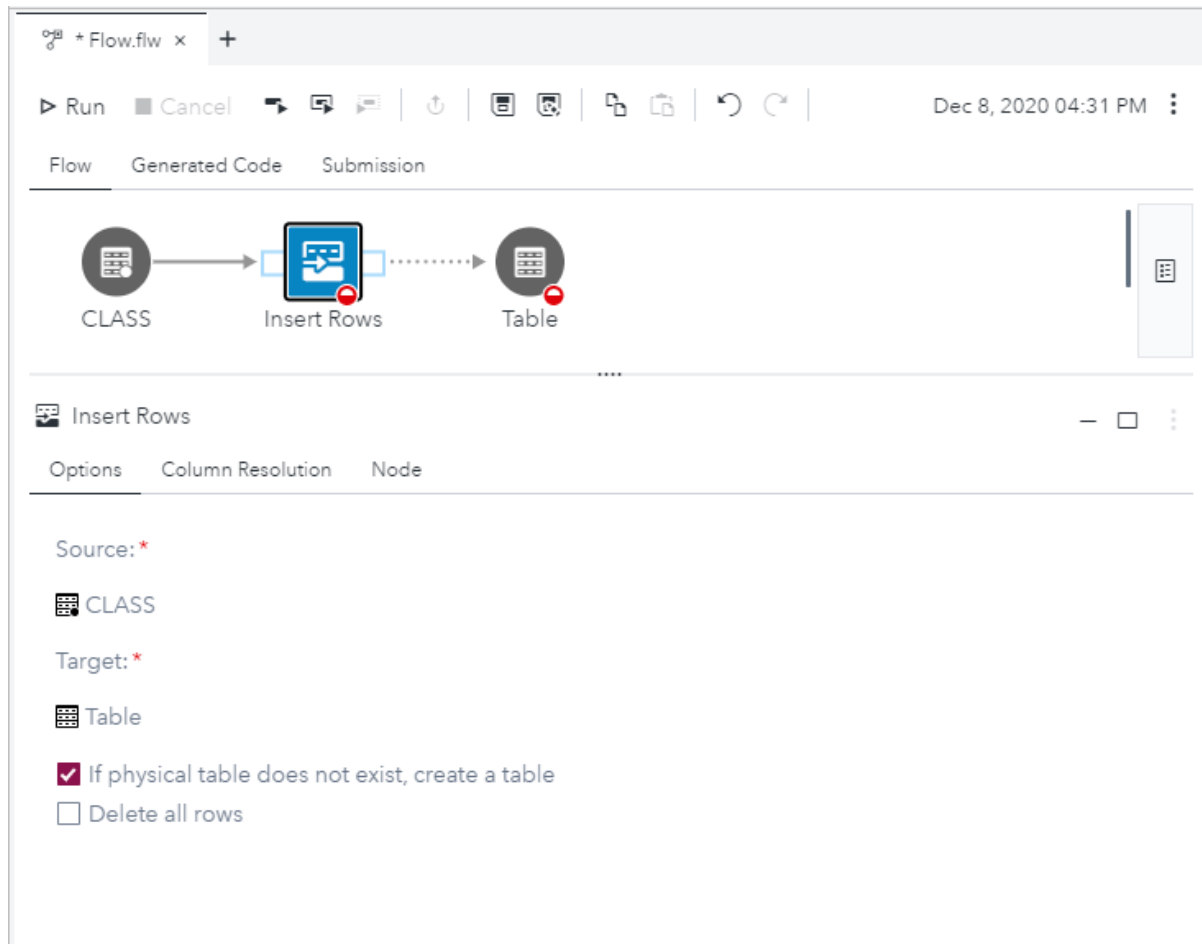 * Flow.flw × +
Run Cancel Dec 8, 2020 04:31 PM
Flow Generated Code Submission
CLASS Insert Rows Table
Insert Rows
Options Column Resolution Node
Source: *
CLASS
Target: *
Table
If physical table does not exist, create a table
Delete all rows